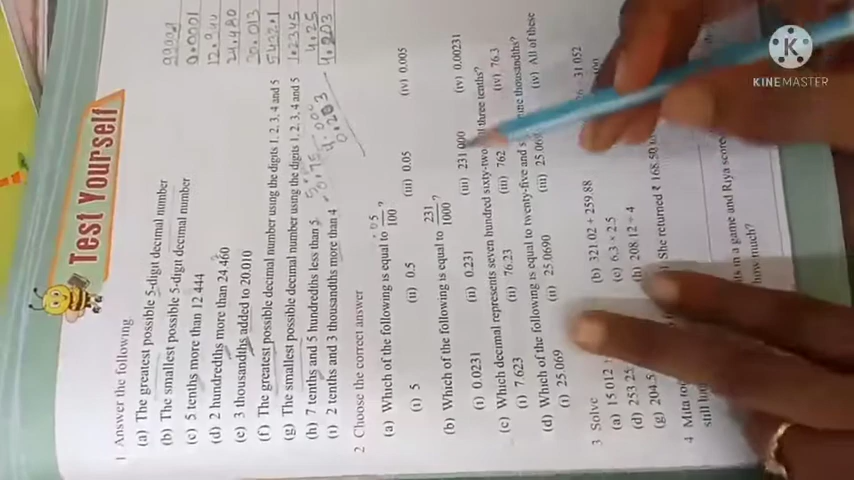 Test Yourself
1 Answer the following
(a) The greatest possible 5-digit decimal number
(b) The smallest possible 5-digit decimal number
(c) 5 tenths more than 12.444
(d) 2 hundredths more than 24.460
(e) 3 thousandths added to 20.010
(f) The greatest possible decimal number using the digits 1, 2, 3, 4 and 5
(g) The smallest possible decimal number using the digits 1, 2, 3, 4 and 5
(h) 7 tenths and 5 hundredths less than 5
(i) 2 tenths and 3 thousandths more than 4
0.0001
12.944
24.480
20.013
5432.1
1.2345
4.25
4.203
2 Choose the correct answer
(a) Which of the following is equal to 5/100?
(i) 5 (ii) 0.5 (iii) 0.05 (iv) 0.005
(b) Which of the following is equal to 231/1000?
(i) 0.0231 (ii) 0.231 (iii) 231.000 (iv) 0.00231
(c) Which decimal represents seven hundred sixty-two three tenths?
(i) 7.623 (ii) 76.23 (iii) 762. (iv) 76.3
(d) Which of the following is equal to twenty-five and s nine thousandths?
(i) 25.069 (ii) 25.0690 (iii) 25.069 (iv) All of these
3 Solve
(a) 15.012 (b) 321.02 + 259.88 31.052
(d) 253.25 (e) 6.3 × 2.5
(g) 204.5 (h) 208.12 ÷ 4
4 Mita too She returned ₹ 168.50
still
in a game and Riya scored
how much?
KINEMASTER